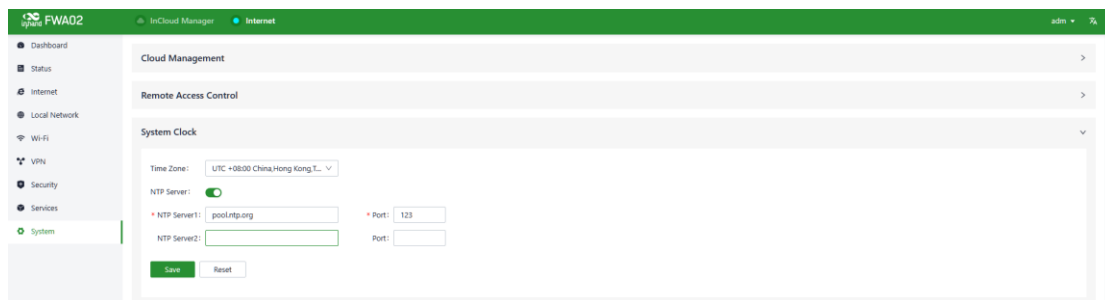 inhand FWA02 InCloud Manager Internet adm
Dashboard
Status
Internet
Local Network
Wi-Fi
VPN
Security
Services
System
Cloud Management
Remote Access Control
System Clock
Time Zone: UTC +08:00 China,Hong Kong,T...
NTP Server:
* NTP Server1: pool.ntp.org * Port: 123
NTP Server2: Port:
Save Reset